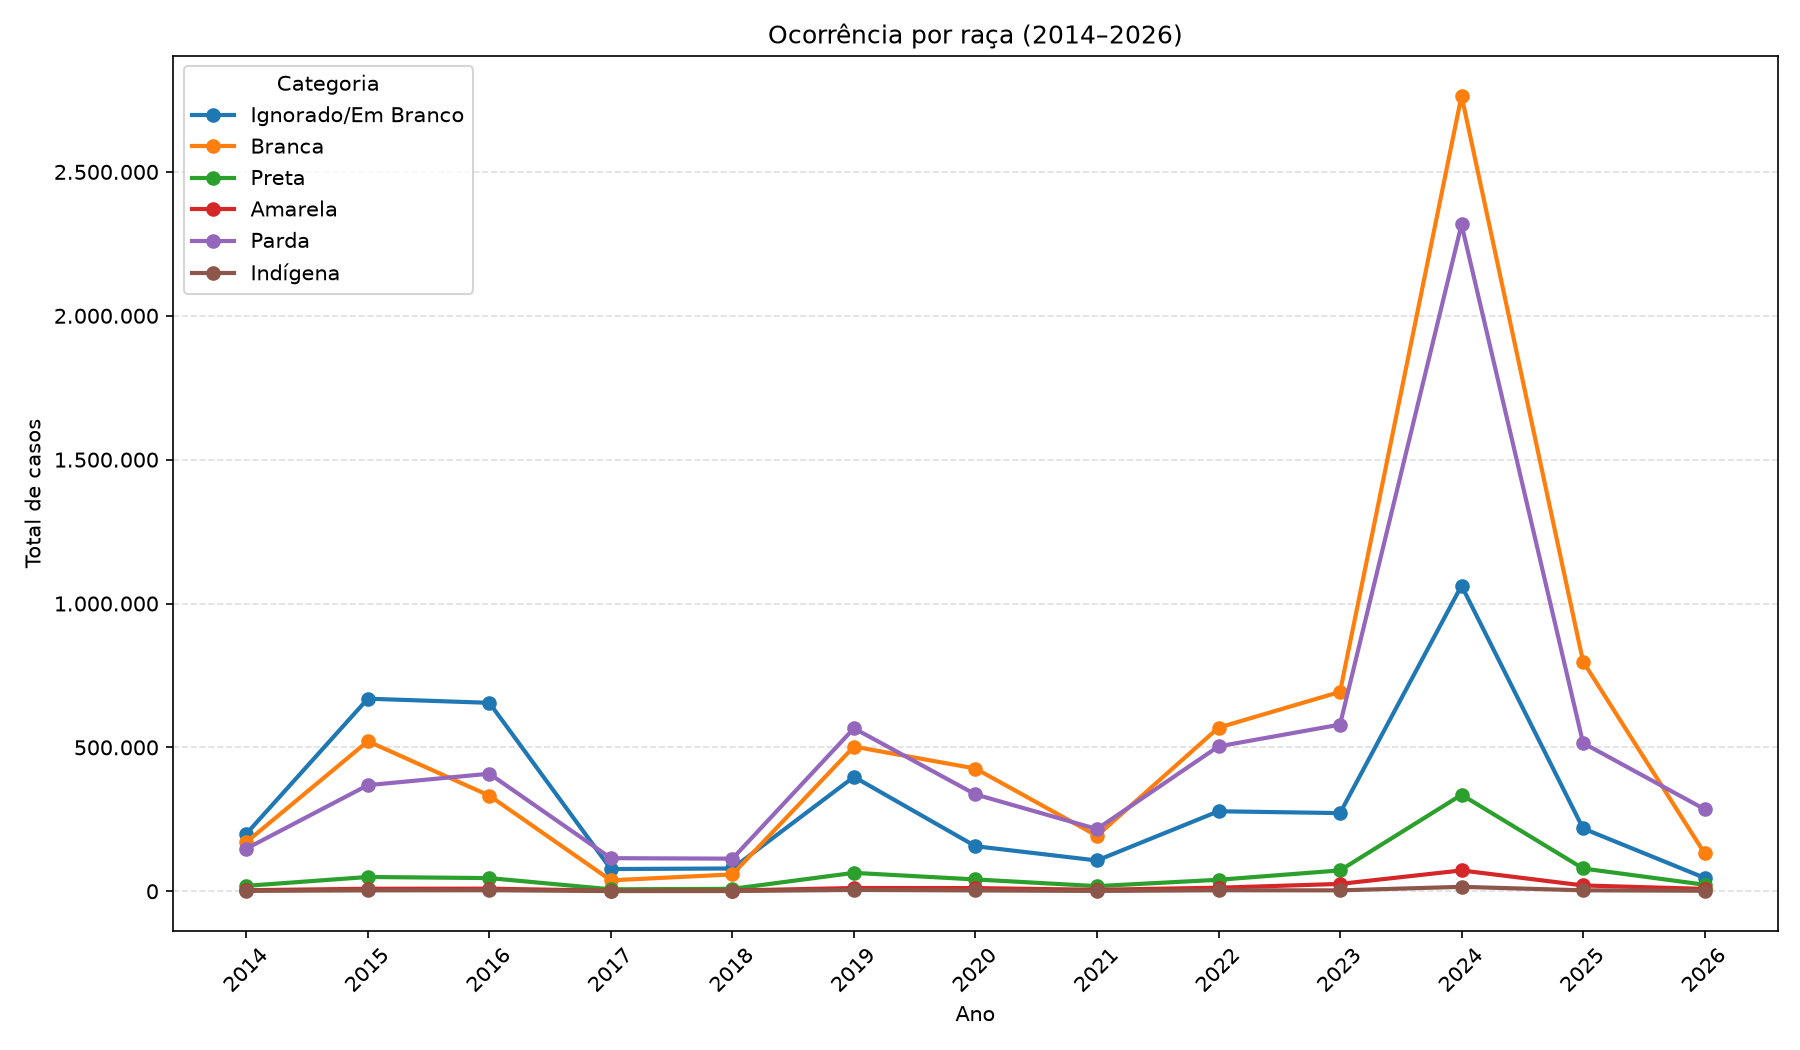 Ocorrência por raça (2014–2026)
Categoria
Ignorado/Em Branco
Branca
Preta
Amarela
Parda
Indígena
Total de casos
2.500.000
2.000.000
1.500.000
1.000.000
500.000
0
2014
2015
2016
2017
2018
2019
2020
2021
2022
2023
2024
2025
2026
Ano